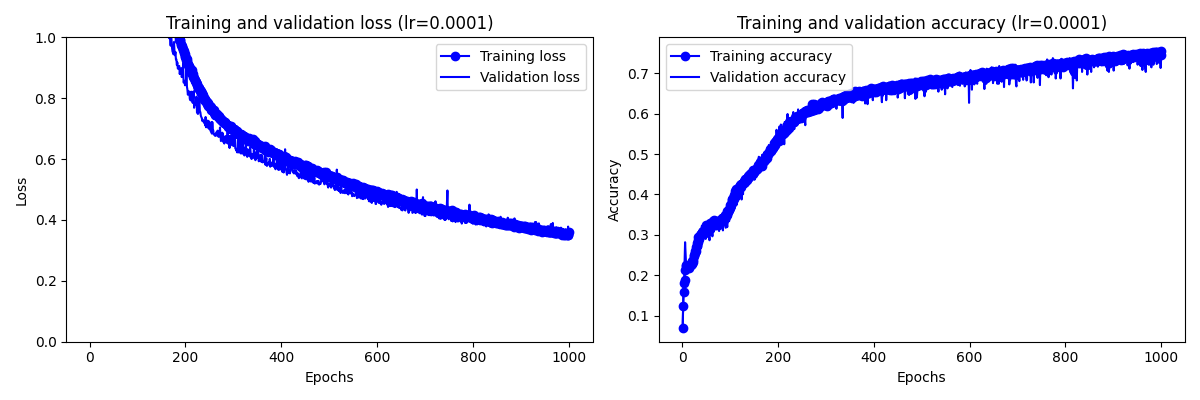 Training and validation loss (lr=0.0001)
1.0
0.8
0.6
0.4
0.2
0.0
Loss
Training loss
Validation loss
0 200 400 600 800 1000
Epochs
Training and validation accuracy (lr=0.0001)
0.7
0.6
0.5
0.4
0.3
0.2
0.1
Accuracy
Training accuracy
Validation accuracy
0 200 400 600 800 1000
Epochs